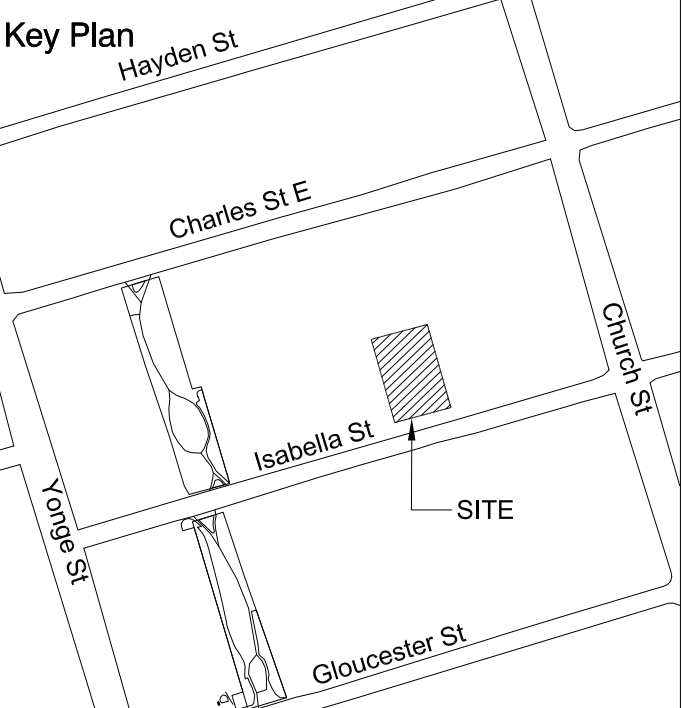 Key Plan
Hayden St
Charles St E
Church St
Isabella St
SITE
Yonge St
Gloucester St